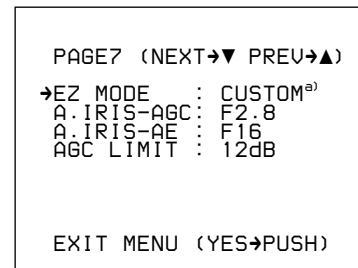 PAGE7 (NEXT➔▼ PREV➔▲)
➔EZ MODE : CUSTOMa)
A.IRIS-AGC: F2.8
A.IRIS-AE : F16
AGC LIMIT : 12dB
EXIT MENU (YES➔PUSH)